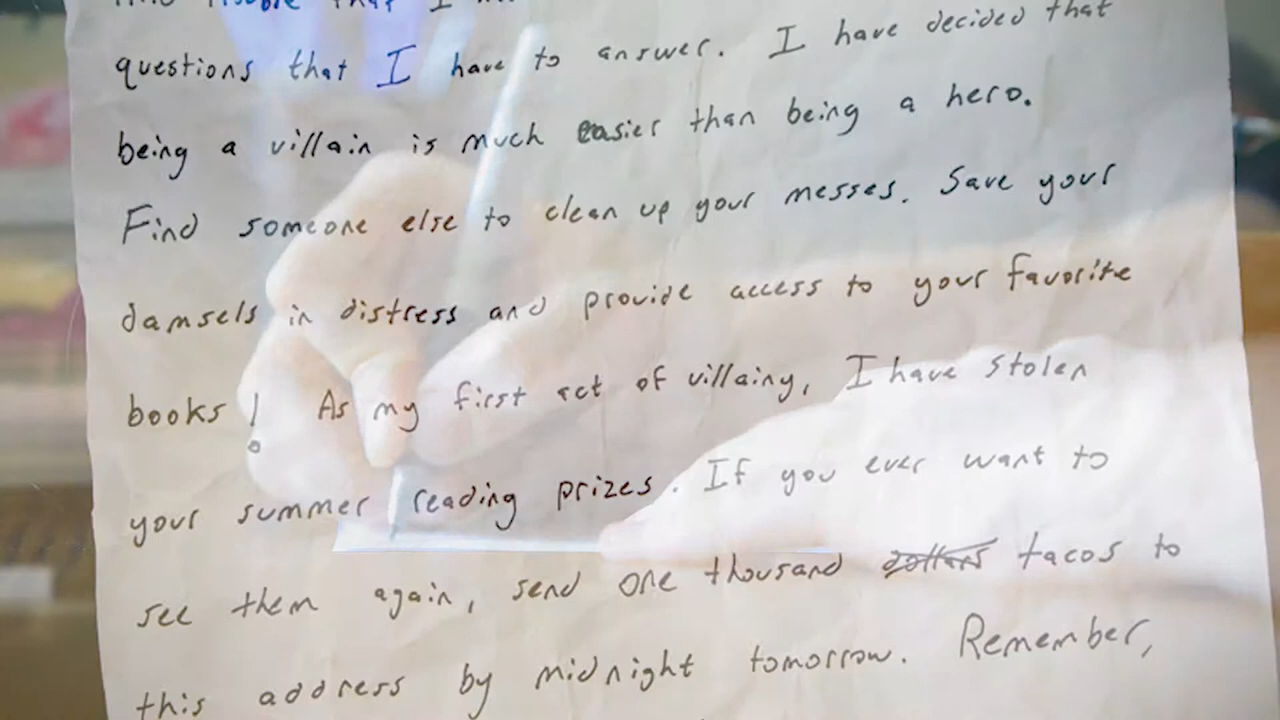 trouble that I
questions that I have to answer. I have decided that
being a villain is much easier than being a hero.
Find someone else to clean up your messes. Save your
damsels in distress and provide access to your favorite
books! As my first act of villainy, I have stolen
your summer reading prizes. If you ever want to
see them again, send one thousand dollars tacos to
this address by midnight tomorrow. Remember,